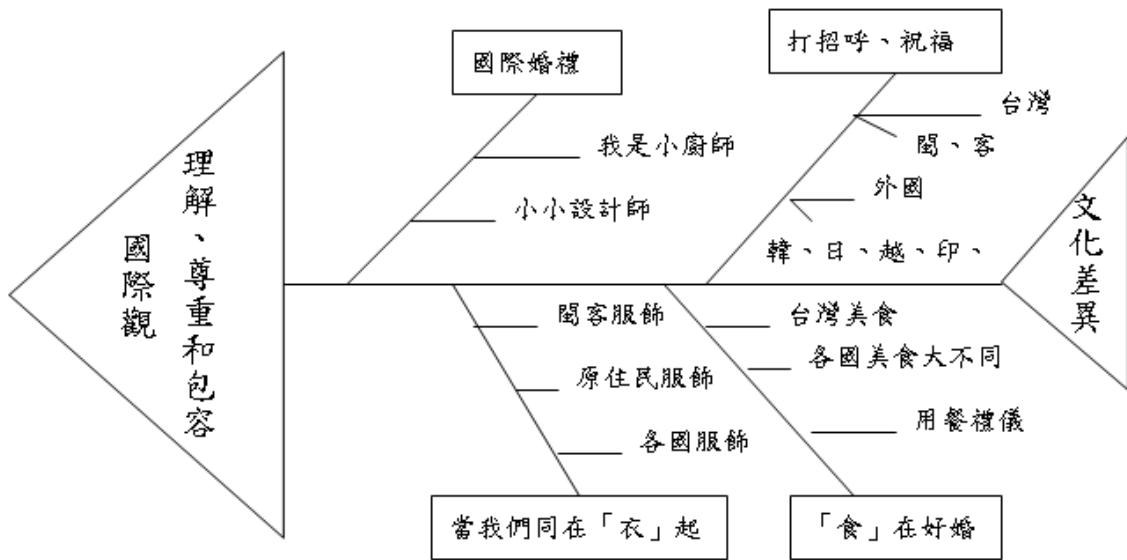 國際婚禮
打招呼、祝福
我是小廚師
小小設計師
台灣
閩、客
外國
韓、日、越、印、
理解、尊重和包容
國際觀
文化差異
閩客服飾
原住民服飾
各國服飾
台灣美食
各國美食大不同
用餐禮儀
當我們同在「衣」起
「食」在好婚